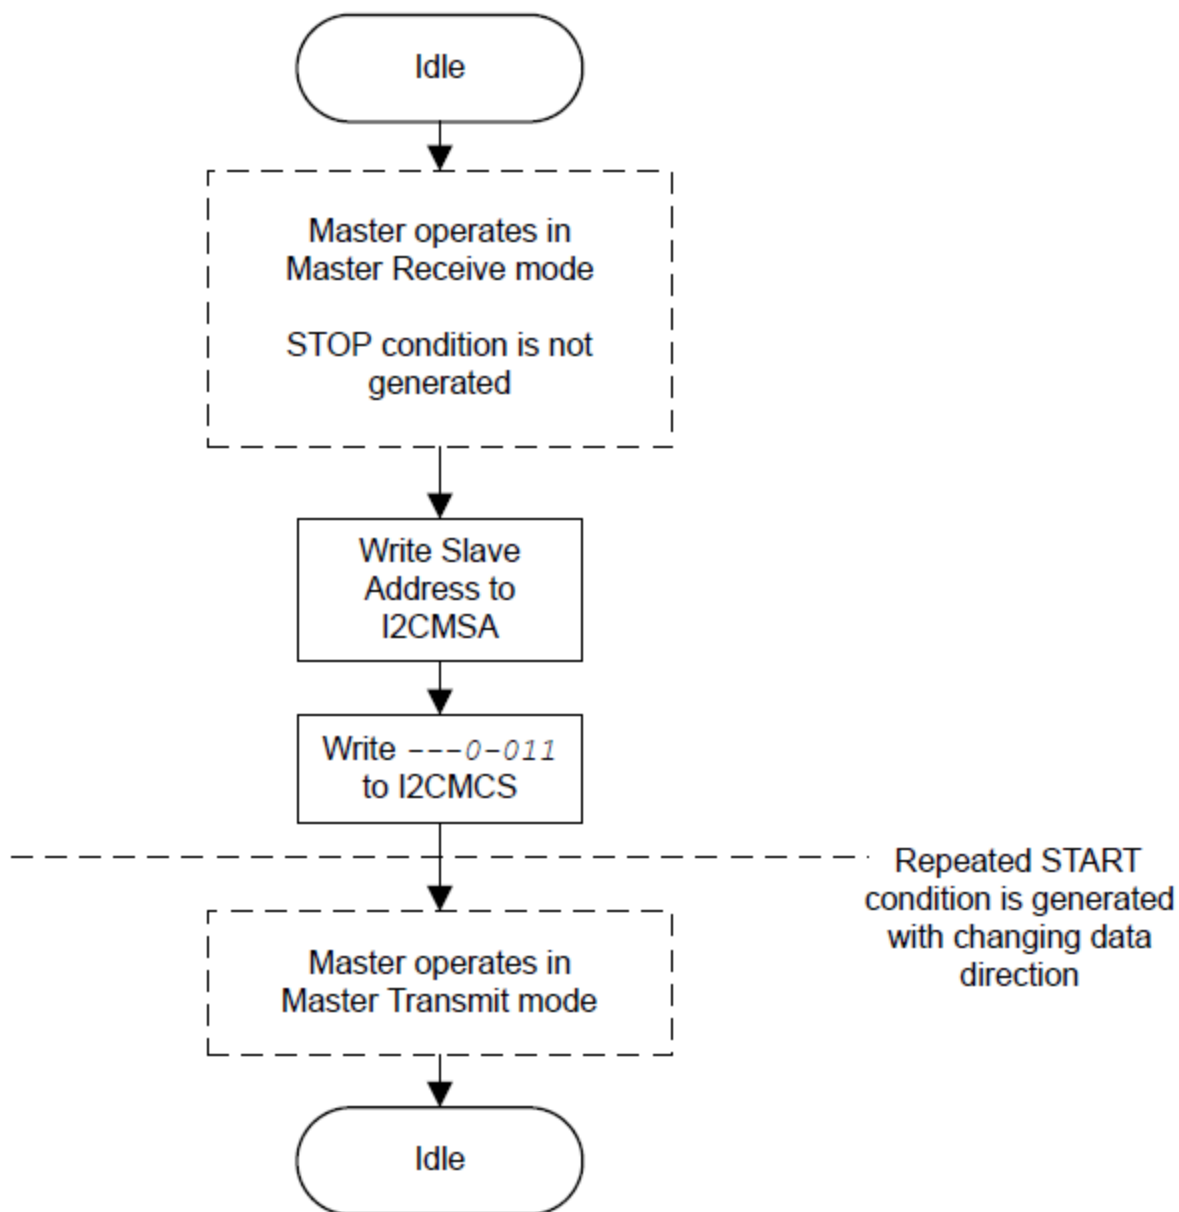 Idle
Master operates in
Master Receive mode
STOP condition is not
generated
Write Slave
Address to
I2CMSA
Write ---0-011
to I2CMCS
Repeated START
condition is generated
with changing data
direction
Master operates in
Master Transmit mode
Idle